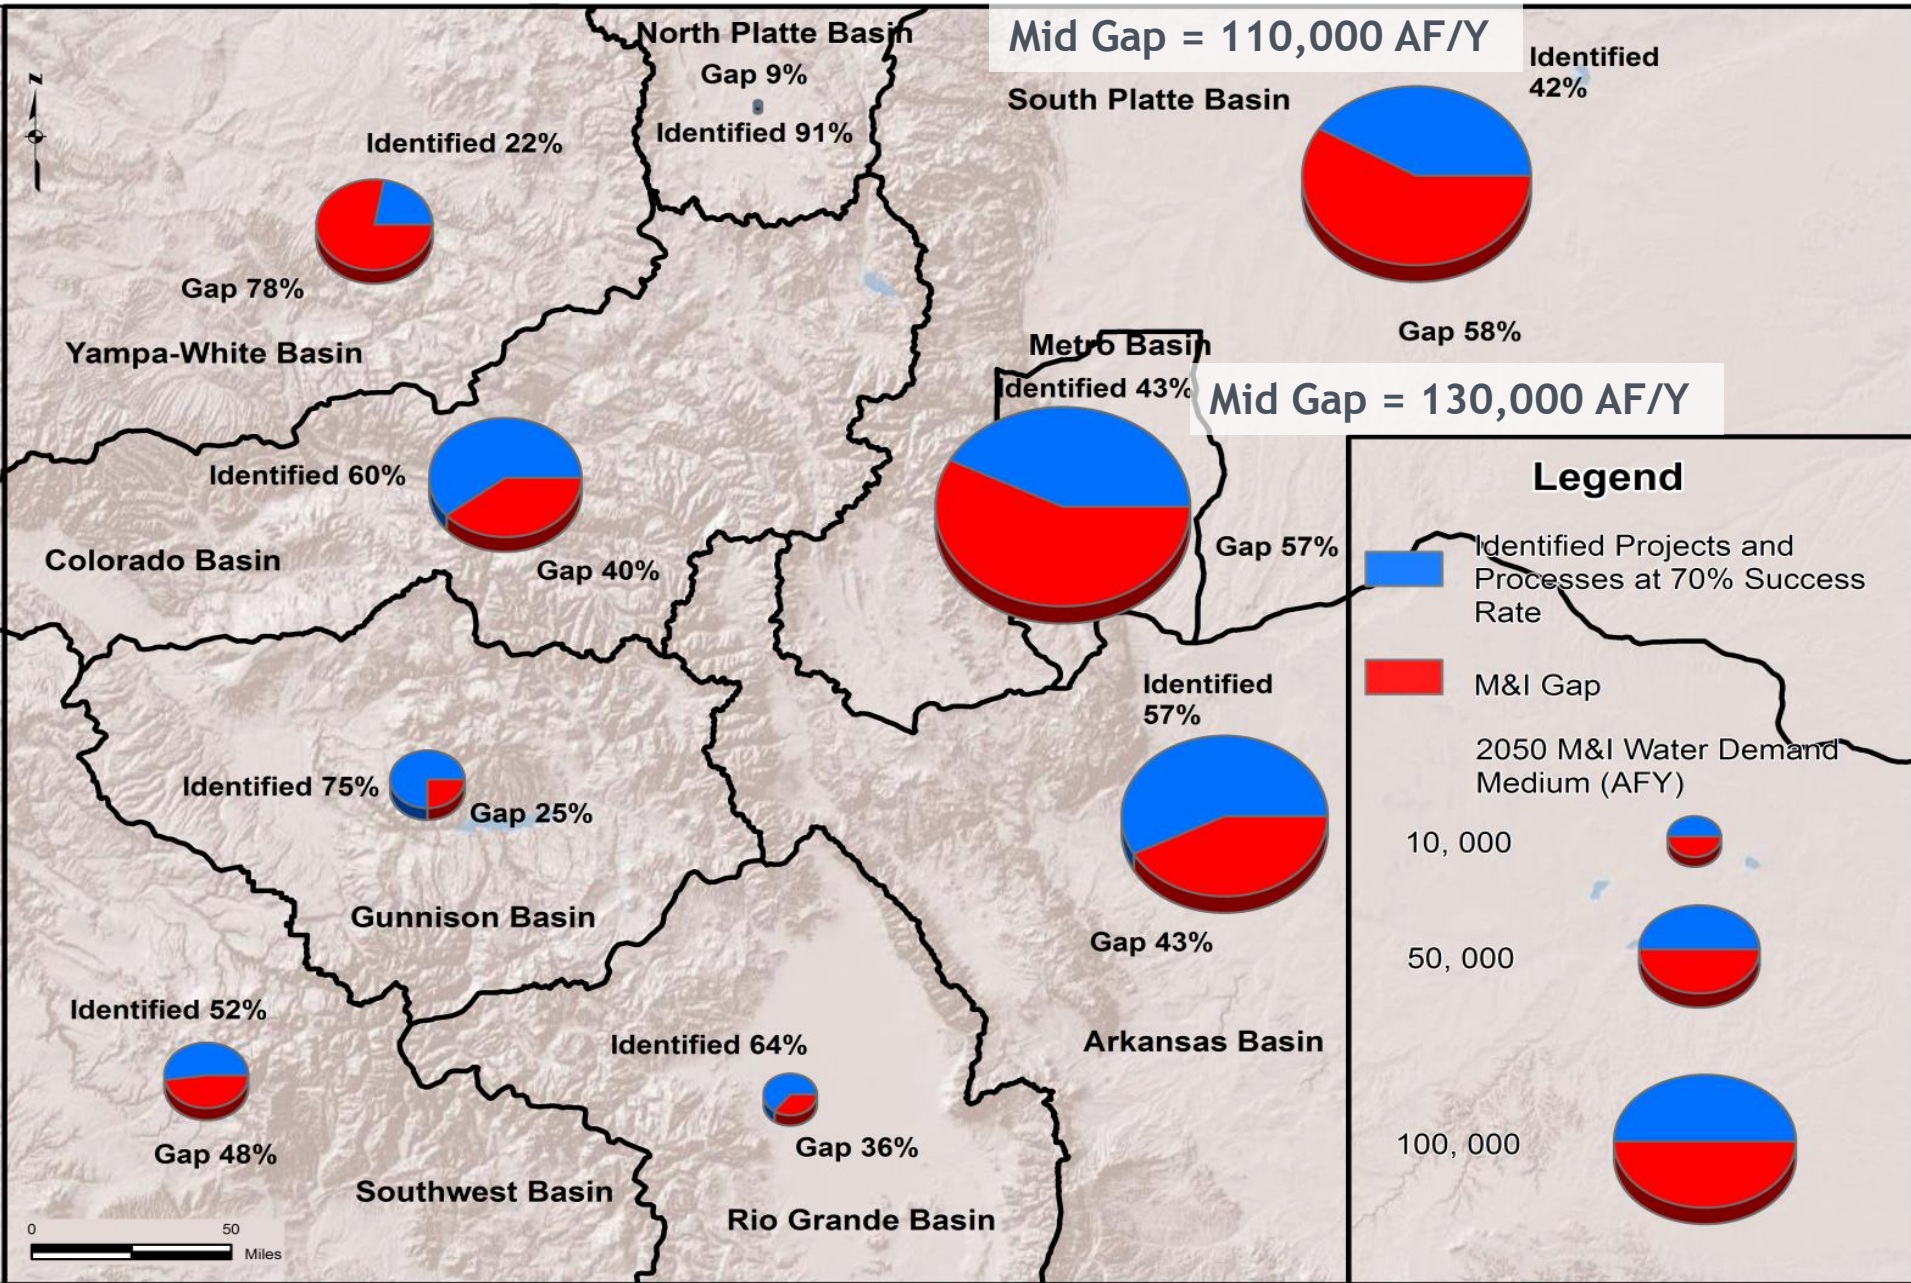 North Platte Basin
Gap 9%
Identified 91%
Mid Gap = 110,000 AF/Y
South Platte Basin
Identified
42%
Gap 58%
N
Identified 22%
Gap 78%
Yampa-White Basin
Metro Basin
Identified 43%
Mid Gap = 130,000 AF/Y
Gap 57%
Identified 60%
Colorado Basin
Gap 40%
Identified 75%
Gap 25%
Gunnison Basin
Identified
57%
Gap 43%
Arkansas Basin
Identified 52%
Gap 48%
Southwest Basin
Identified 64%
Gap 36%
Rio Grande Basin
0 50
Miles
Legend
Identified Projects and
Processes at 70% Success
Rate
M&I Gap
2050 M&I Water Demand
Medium (AFY)
10, 000
50, 000
100, 000